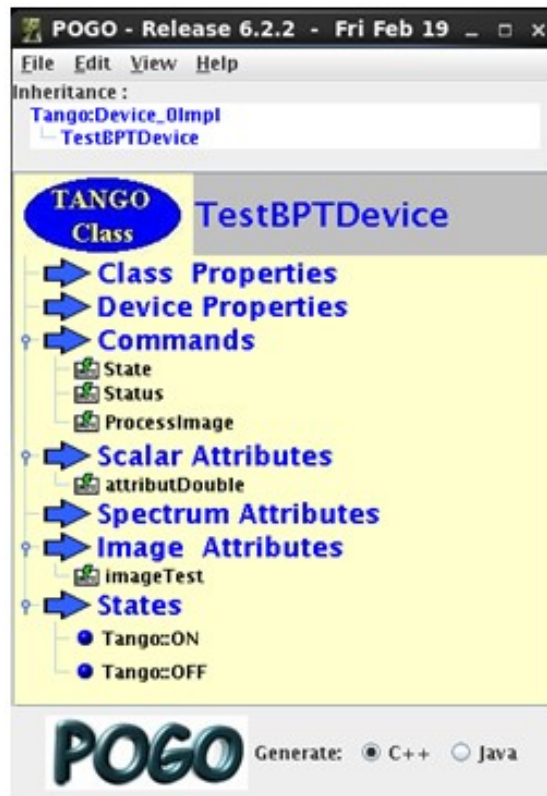 POGO - Release 6.2.2 - Fri Feb 19
File Edit View Help
Inheritance :
Tango:Device_0Impl
TestBPTDevice
TANGO
Class
TestBPTDevice
Class Properties
Device Properties
Commands
State
Status
ProcessImage
Scalar Attributes
attributDouble
Spectrum Attributes
Image Attributes
imageTest
States
Tango::ON
Tango::OFF
POGO Generate: C++ Java